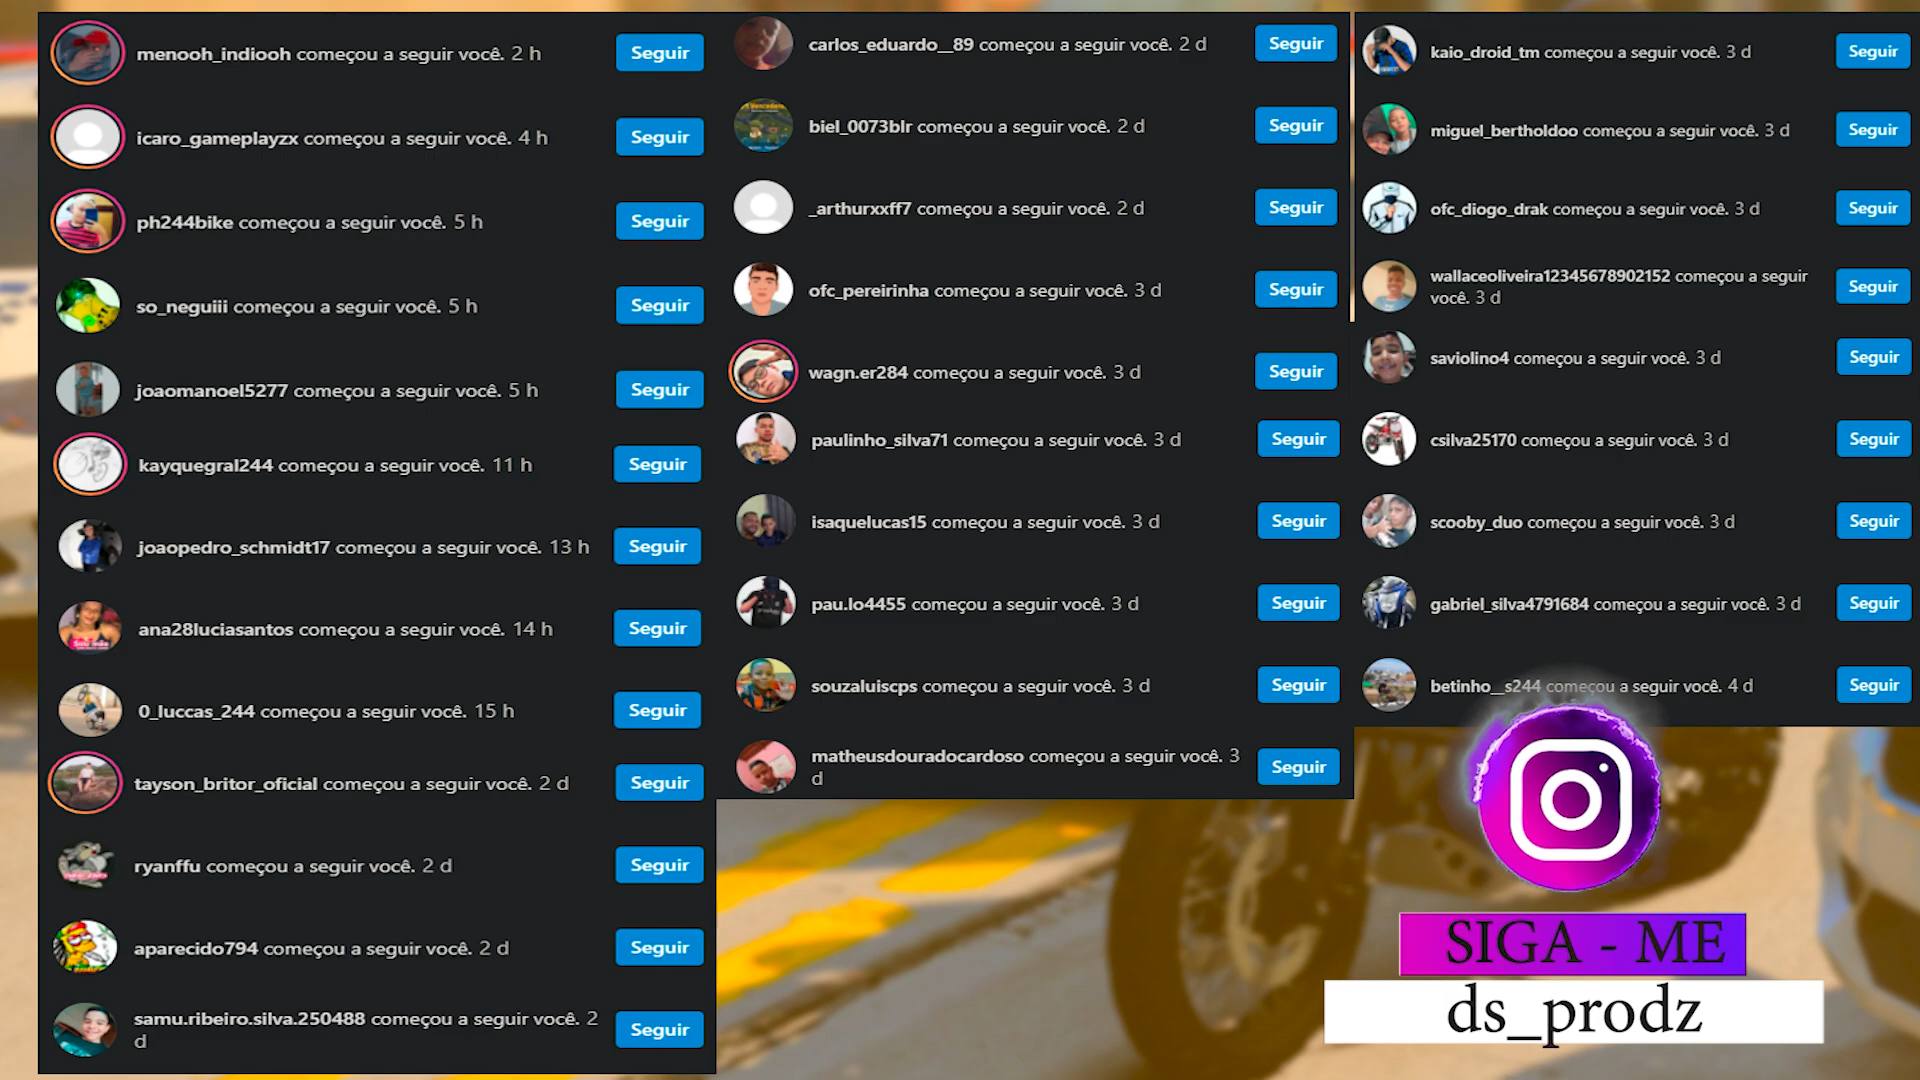 menooh_indiooh começou a seguir você. 2 h
Seguir
icaro_gameplayzx começou a seguir você. 4 h
Seguir
ph244bike começou a seguir você. 5 h
Seguir
so_neguiii começou a seguir você. 5 h
Seguir
joaomanoel5277 começou a seguir você. 5 h
Seguir
kayquegral244 começou a seguir você. 11 h
Seguir
joaopedro_schmidt17 começou a seguir você. 13 h
Seguir
ana28luciasantos começou a seguir você. 14 h
Seguir
0_luccas_244 começou a seguir você. 15 h
Seguir
tayson_britor_oficial começou a seguir você. 2 d
Seguir
ryanffu começou a seguir você. 2 d
Seguir
aparecido794 começou a seguir você. 2 d
Seguir
samu.ribeiro.silva.250488 começou a seguir você. 2
d
Seguir
carlos_eduardo__89 começou a seguir você. 2 d
Seguir
biel_0073blr começou a seguir você. 2 d
Seguir
_arthurxxff7 começou a seguir você. 2 d
Seguir
ofc_pereirinha começou a seguir você. 3 d
Seguir
wagn.er284 começou a seguir você. 3 d
Seguir
paulinho_silva71 começou a seguir você. 3 d
Seguir
isaquelucas15 começou a seguir você. 3 d
Seguir
pau.lo4455 começou a seguir você. 3 d
Seguir
souzaluiscps começou a seguir você. 3 d
Seguir
matheusdouradocardoso começou a seguir você. 3
d
Seguir
kaio_droid_tm começou a seguir você. 3 d
Seguir
miguel_bertholdoo começou a seguir você. 3 d
Seguir
ofc_diogo_drak começou a seguir você. 3 d
Seguir
wallaceoliveira12345678902152 começou a seguir
você. 3 d
Seguir
saviolino4 começou a seguir você. 3 d
Seguir
csilva25170 começou a seguir você. 3 d
Seguir
scooby_duo começou a seguir você. 3 d
Seguir
gabriel_silva4791684 começou a seguir você. 3 d
Seguir
betinho__s244 começou a seguir você. 4 d
Seguir
SIGA - ME
ds_prodz